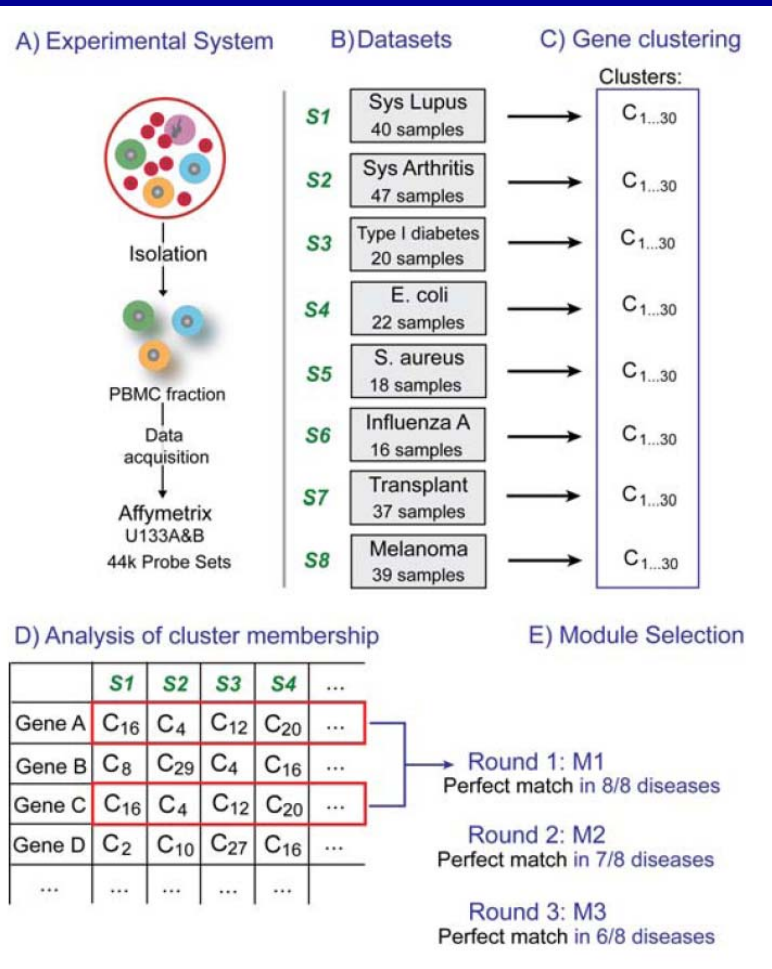 A) Experimental System
Isolation
PBMC fraction
Data
acquisition
Affymetrix
U133A&B
44k Probe Sets
B) Datasets
S1
Sys Lupus
40 samples
S2
Sys Arthritis
47 samples
S3
Type I diabetes
20 samples
S4
E. coli
22 samples
S5
S. aureus
18 samples
S6
Influenza A
16 samples
S7
Transplant
37 samples
S8
Melanoma
39 samples
C) Gene clustering
Clusters:
C1...30
C1...30
C1...30
C1...30
C1...30
C1...30
C1...30
C1...30
D) Analysis of cluster membership
S1 S2 S3 S4 ...
Gene A C16 C4 C12 C20 ...
Gene B C8 C29 C4 C16 ...
Gene C C16 C4 C12 C20 ...
Gene D C2 C10 C27 C16 ...
... ... ... ... ...
E) Module Selection
Round 1: M1
Perfect match in 8/8 diseases
Round 2: M2
Perfect match in 7/8 diseases
Round 3: M3
Perfect match in 6/8 diseases